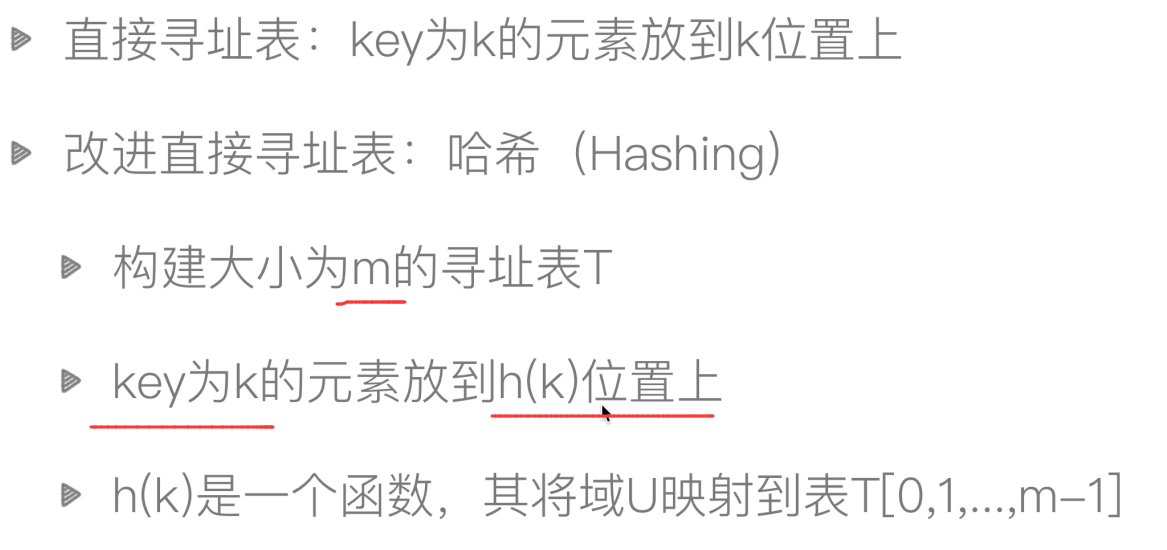 直接寻址表：key为k的元素放到k位置上
改进直接寻址表：哈希（Hashing）
构建大小为m的寻址表T
key为k的元素放到h(k)位置上
h(k)是一个函数，其将域U映射到表T[0,1,...,m-1]